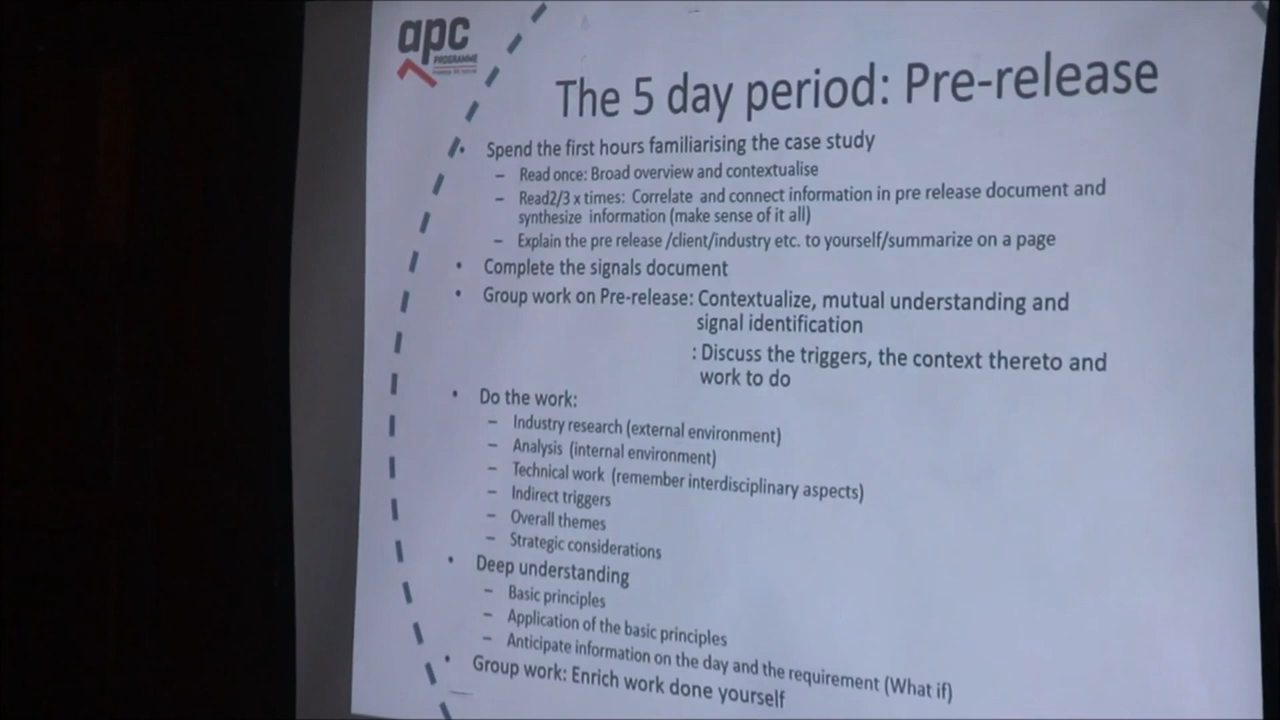 apc
PROGRAMME
The 5 day period: Pre-release
• Spend the first hours familiarising the case study
– Read once: Broad overview and contextualise
– Read2/3 x times: Correlate and connect information in pre release document and
synthesize information (make sense of it all)
– Explain the pre release /client/industry etc. to yourself/summarize on a page
• Complete the signals document
• Group work on Pre-release: Contextualize, mutual understanding and
signal identification
: Discuss the triggers, the context thereto and
work to do
• Do the work:
– Industry research (external environment)
– Analysis (internal environment)
– Technical work (remember interdisciplinary aspects)
– Indirect triggers
– Overall themes
– Strategic considerations
• Deep understanding
– Basic principles
– Application of the basic principles
– Anticipate information on the day and the requirement (What if)
• Group work: Enrich work done yourself